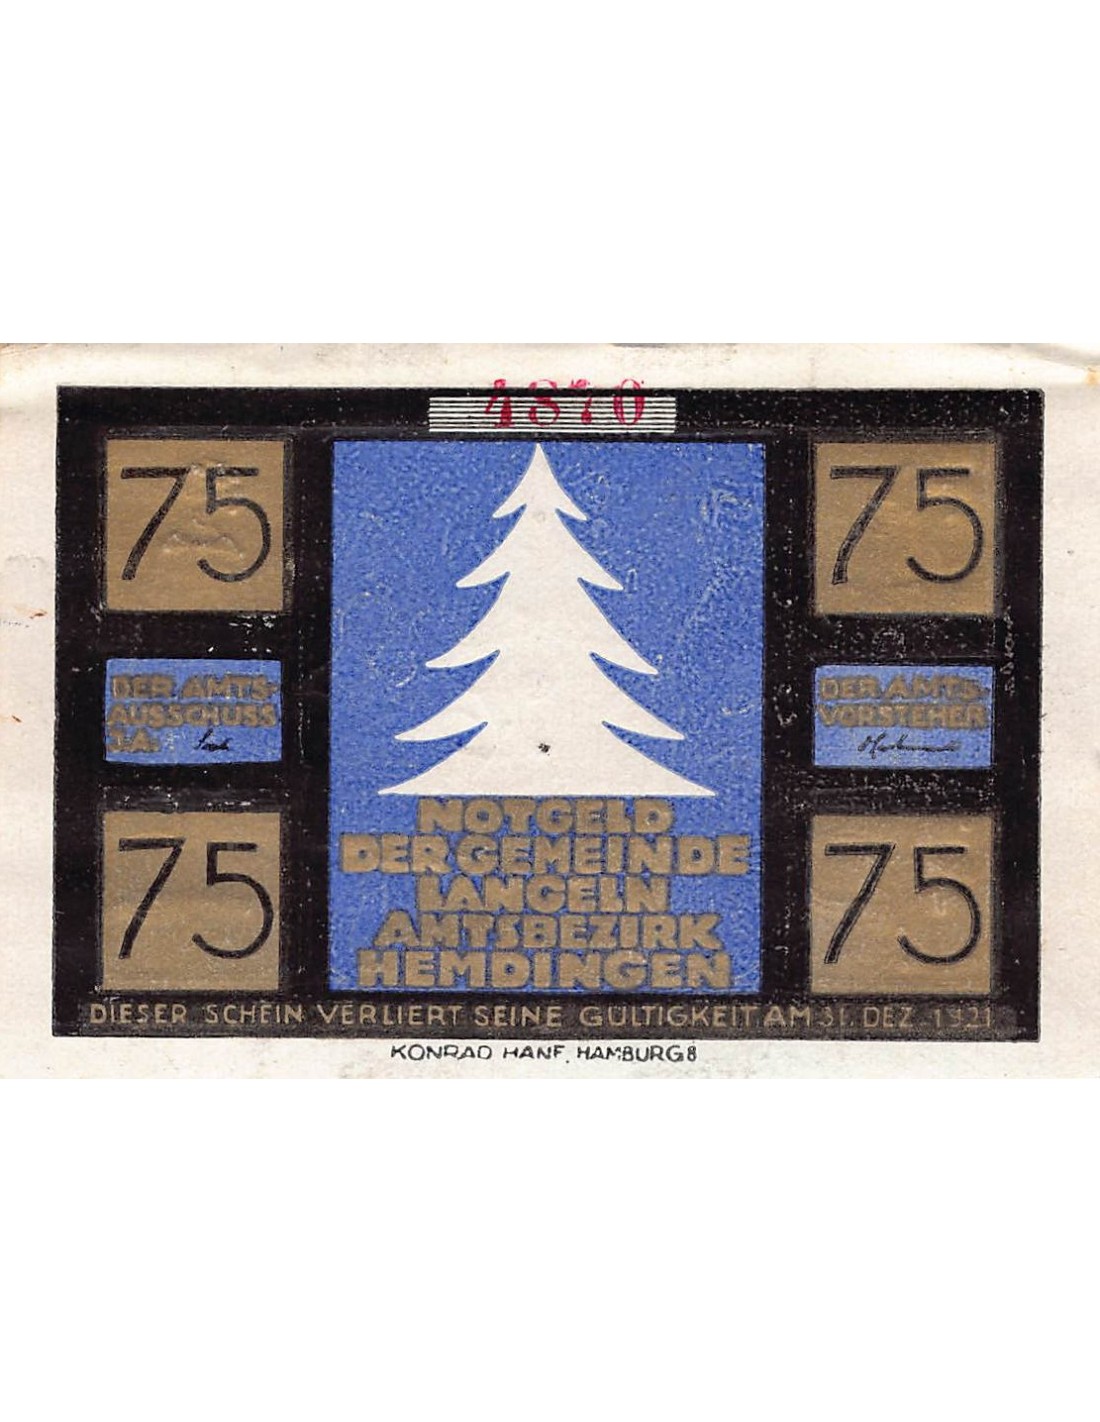 4870
75
75
DER AMTS-
AUSSCHUSS
J.A.
DER AMTS-
VORSTEHER
75
75
NOTGELD
DER GEMEINDE
LANGELN
AMTSBEZIRK
HEMDINGEN
DIESER SCHEIN VERLIERT SEINE GÜLTIGKEIT AM 31. DEZ. 1921
KONRAD HANF, HAMBURG 8